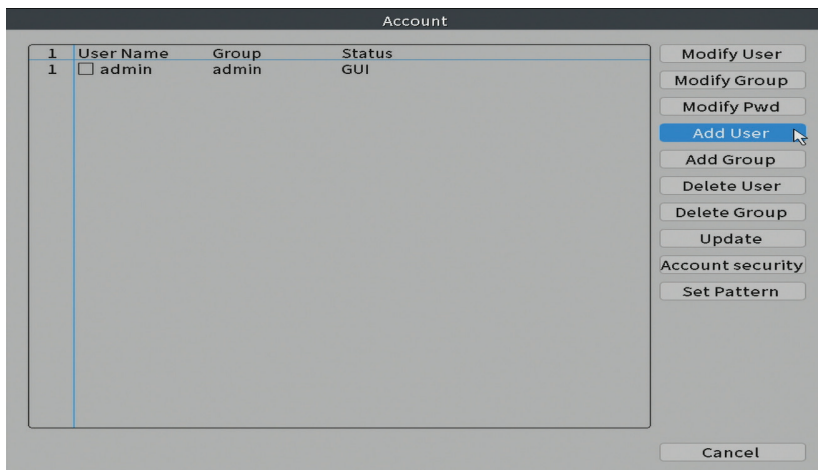 Account
1 User Name Group Status
1 admin admin GUI
Modify User
Modify Group
Modify Pwd
Add User
Add Group
Delete User
Delete Group
Update
Account security
Set Pattern
Cancel